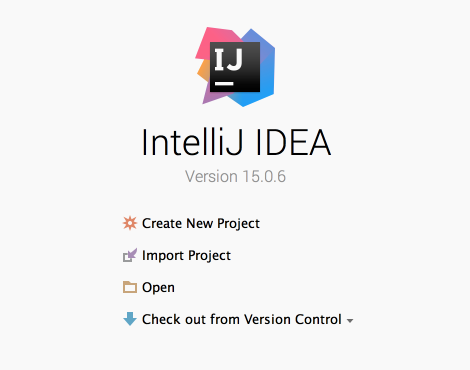 IJ
IntelliJ IDEA
Version 15.0.6
Create New Project
Import Project
Open
Check out from Version Control